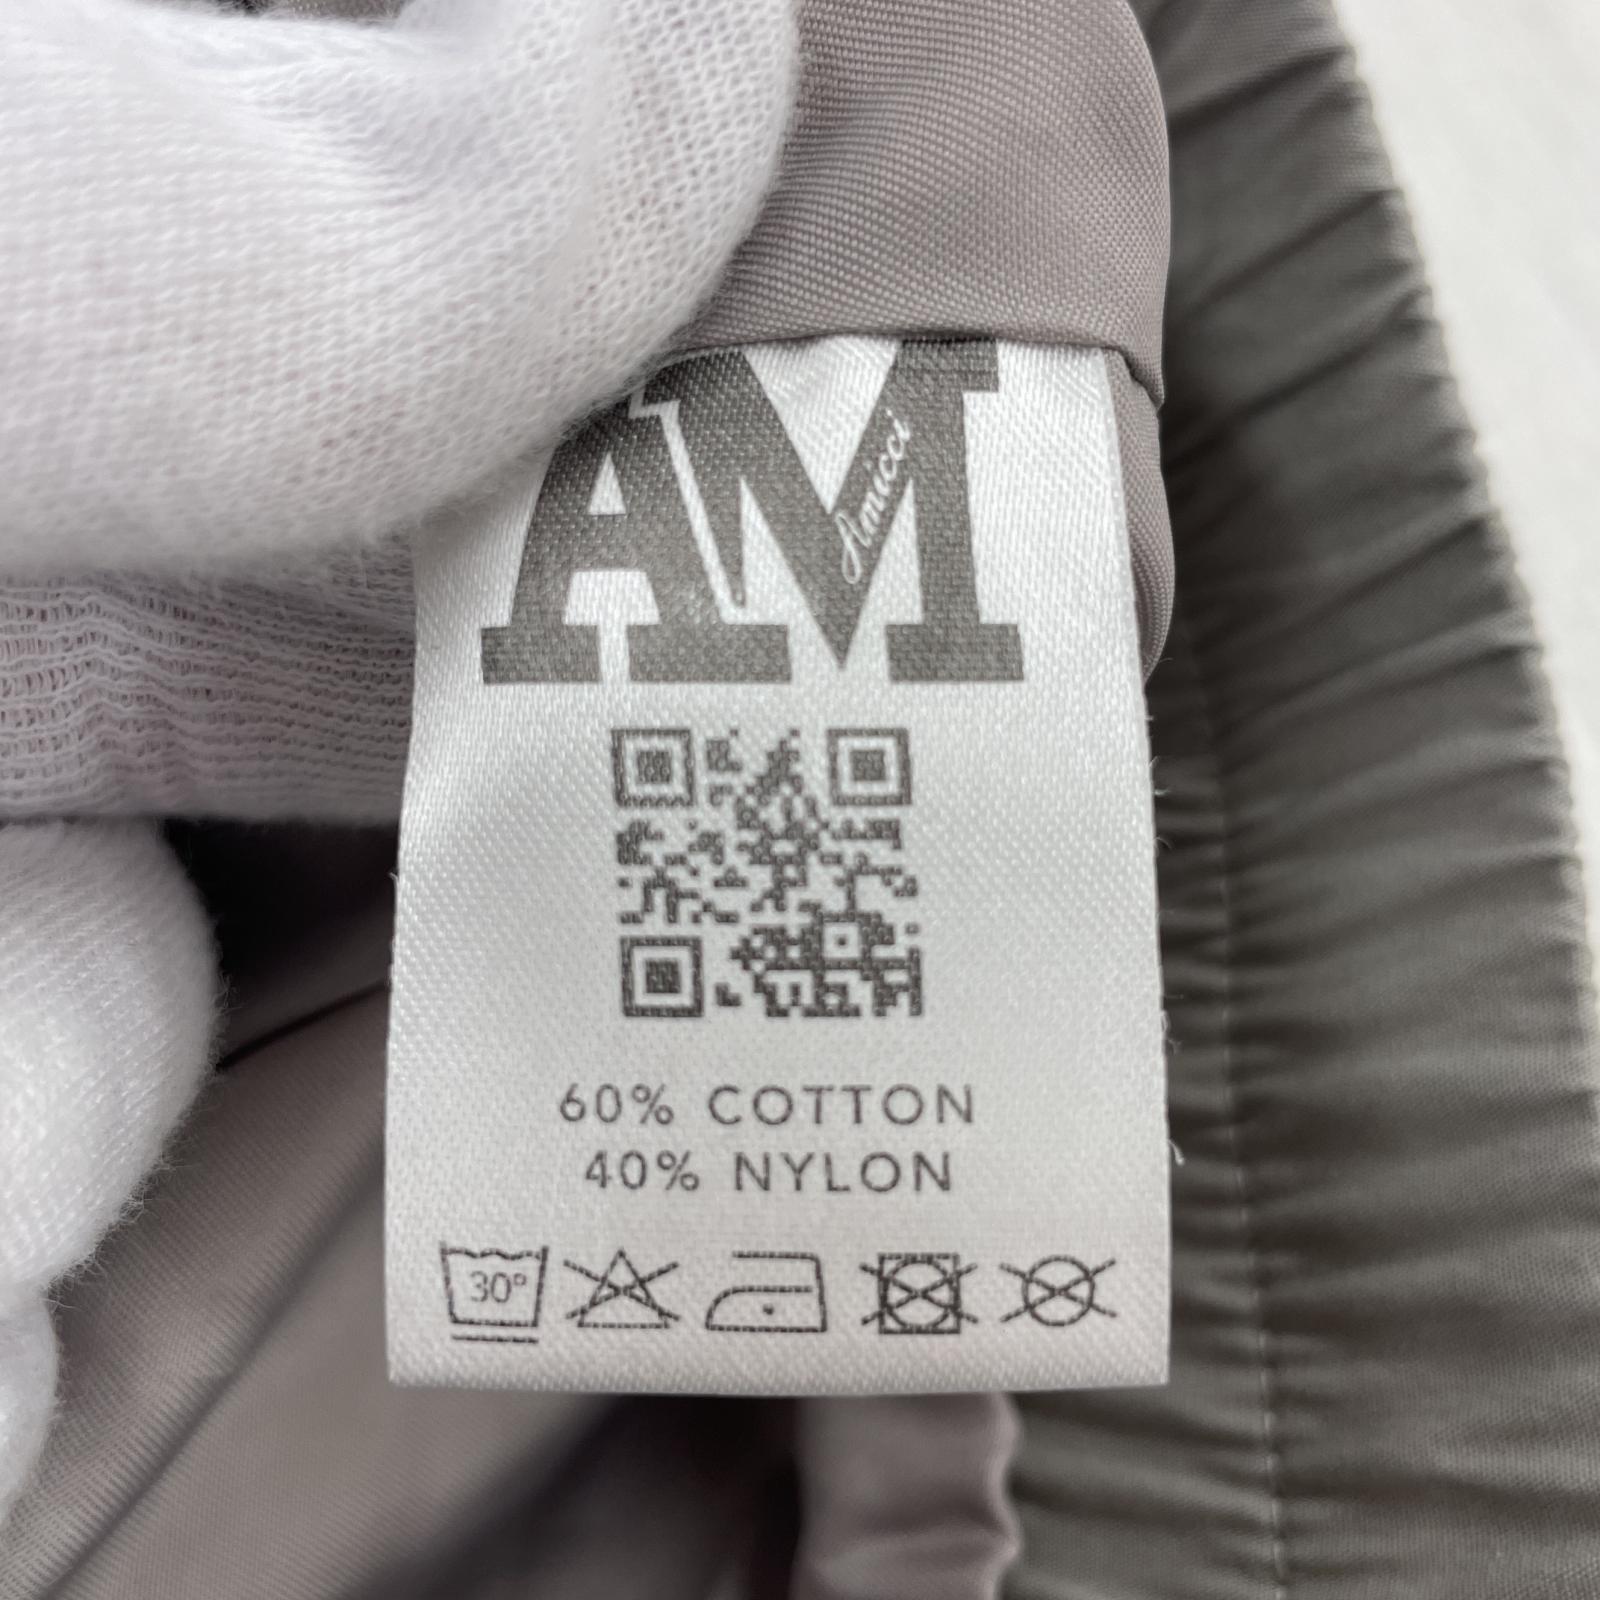 AM
Amicci
60% COTTON
40% NYLON
30°